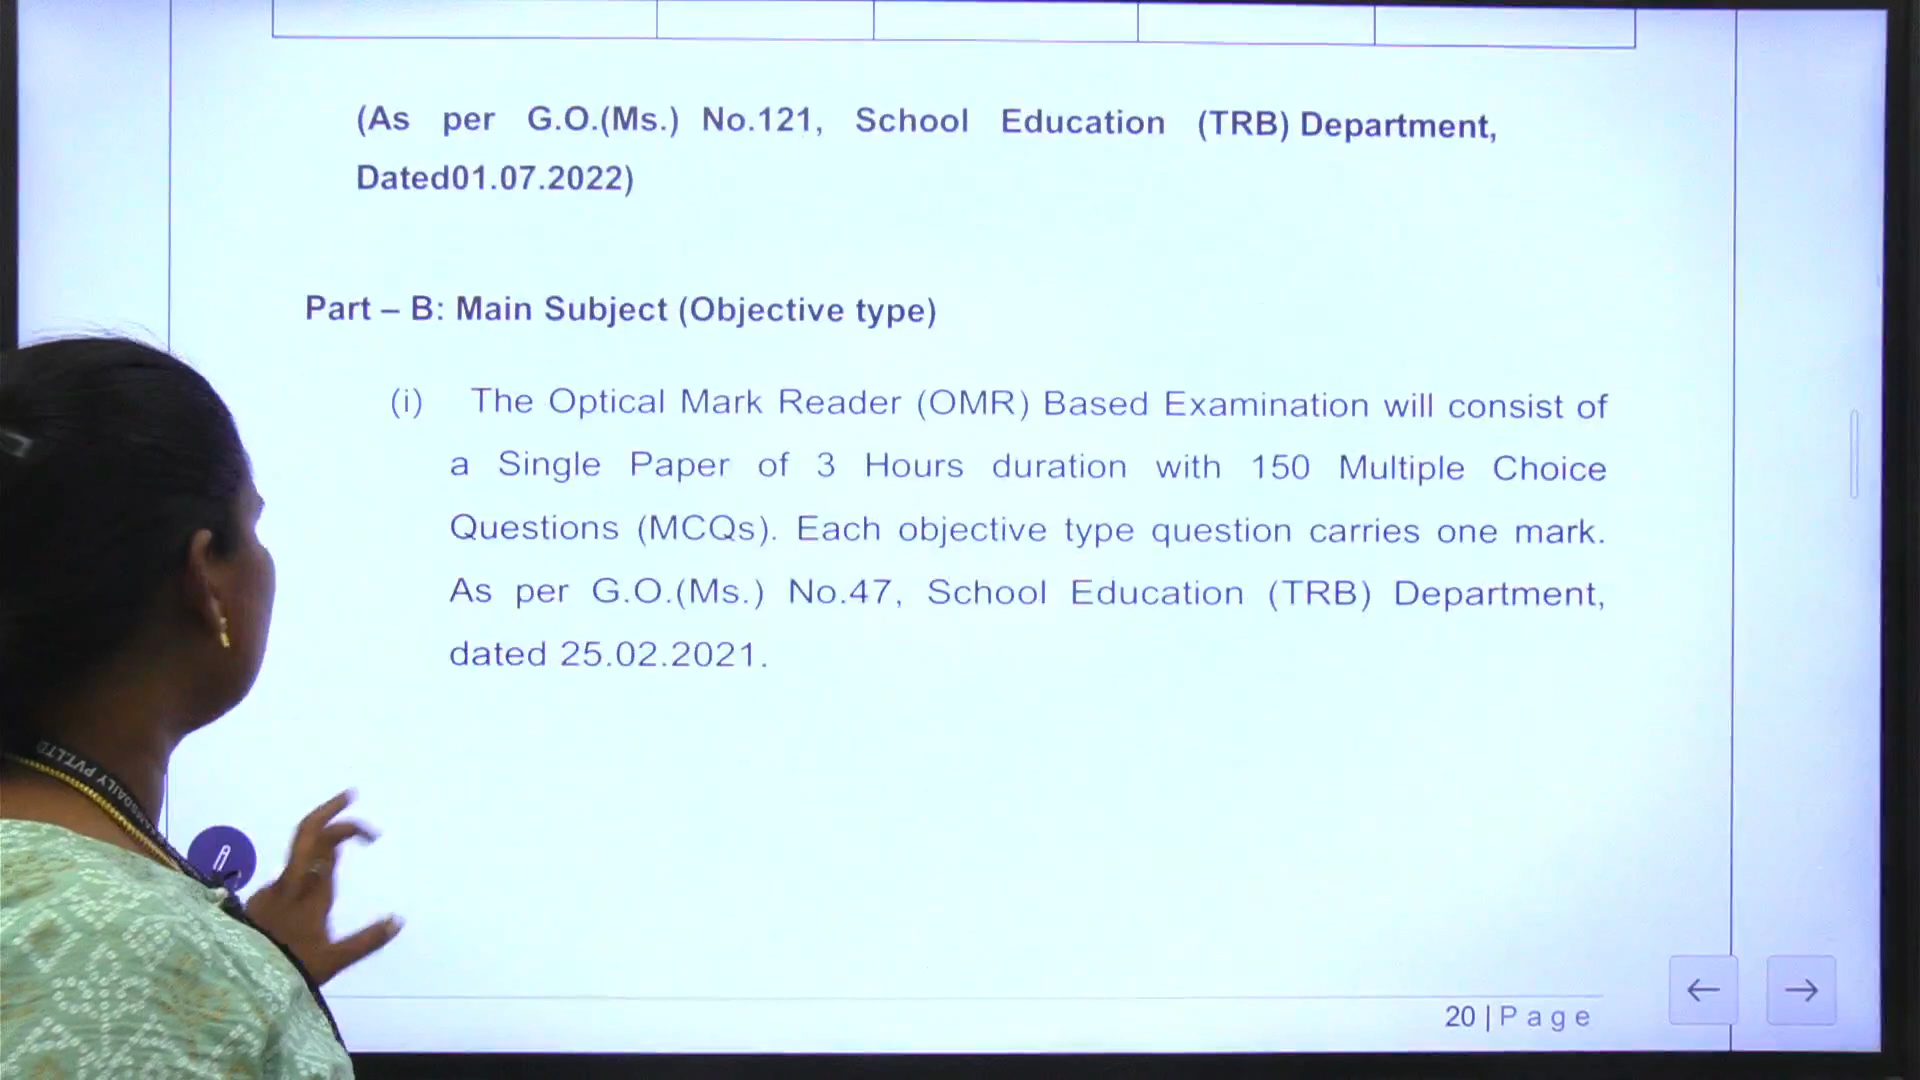 (As per G.O.(Ms.) No.121, School Education (TRB) Department,
Dated01.07.2022)
Part – B: Main Subject (Objective type)
(i) The Optical Mark Reader (OMR) Based Examination will consist of
a Single Paper of 3 Hours duration with 150 Multiple Choice
Questions (MCQs). Each objective type question carries one mark.
As per G.O.(Ms.) No.47, School Education (TRB) Department,
dated 25.02.2021.
20 | P a g e
PVT.LTD